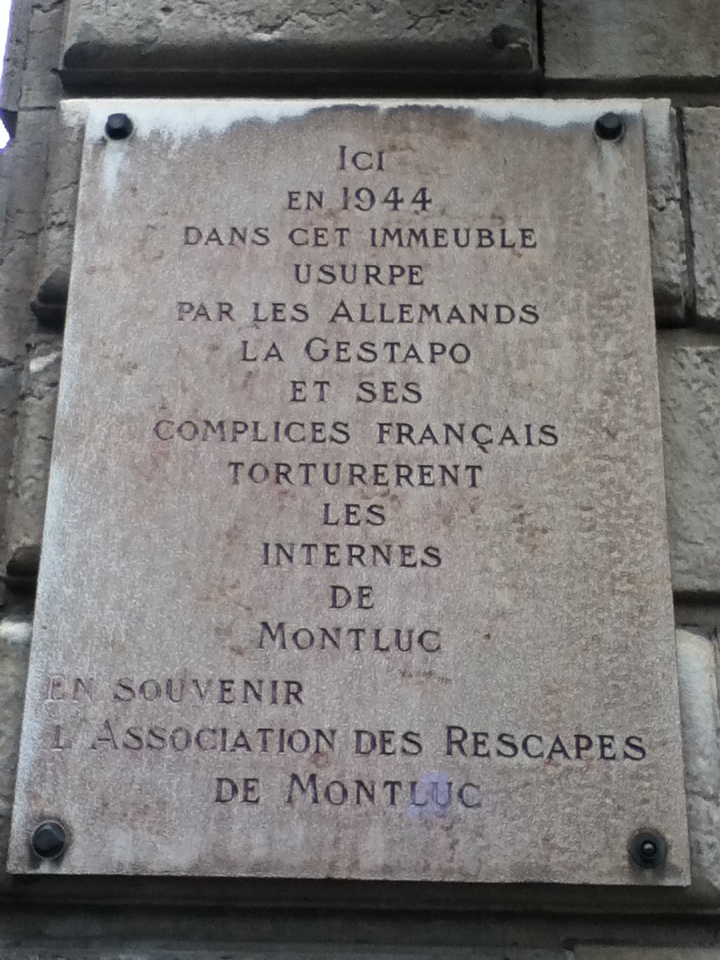 ICI
EN 1944
DANS CET IMMEUBLE
USURPE
PAR LES ALLEMANDS
LA GESTAPO
ET SES
COMPLICES FRANÇAIS
TORTURERENT
LES
INTERNES
DE
MONTLUC
EN SOUVENIR
L'ASSOCIATION DES RESCAPES
DE MONTLUC